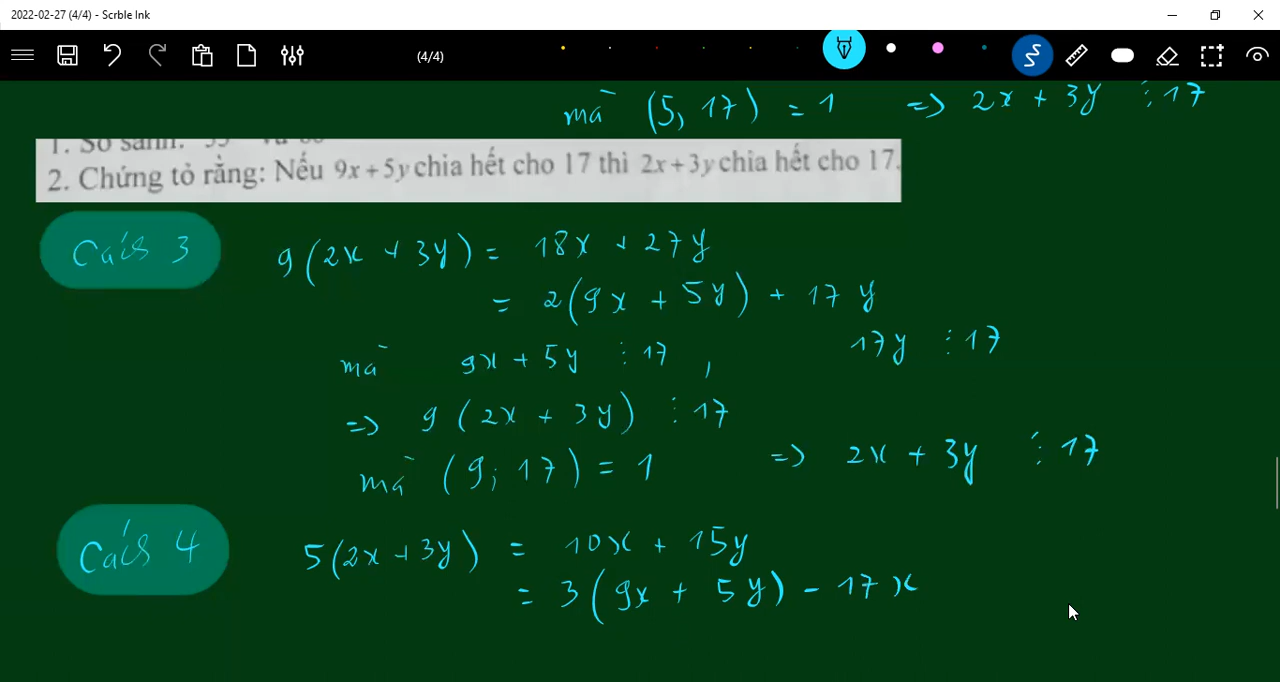 2022-02-27 (4/4) - Scrble Ink
(4/4)
mà (5, 17) = 1 => 2x + 3y ⋮ 17
1. So sánh:
2. Chứng tỏ rằng: Nếu 9x+5y chia hết cho 17 thì 2x+3y chia hết cho 17.
Cách 3 9(2x + 3y) = 18x + 27y
= 2(9x + 5y) + 17y
mà 9x + 5y ⋮ 17 , 17y ⋮ 17
=> 9(2x + 3y) ⋮ 17
mà (9; 17) = 1 => 2x + 3y ⋮ 17
Cách 4 5(2x + 3y) = 10x + 15y
= 3(9x + 5y) - 17x